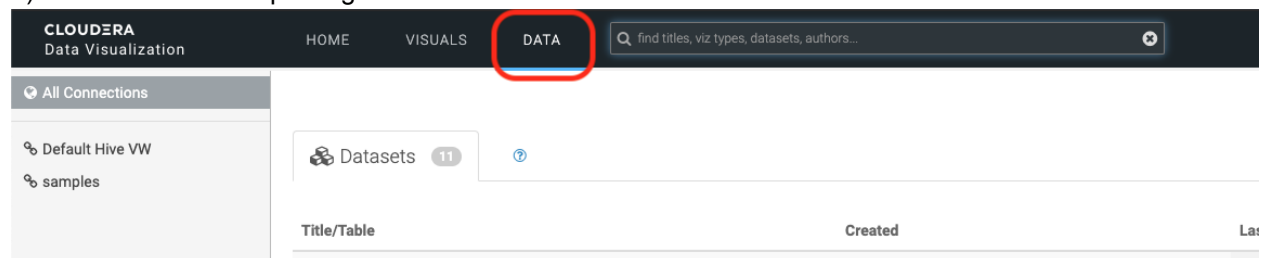 CLOUDERA
Data Visualization
HOME VISUALS DATA find titles, viz types, datasets, authors...
All Connections
Default Hive VW
samples
Datasets 11
Title/Table Created